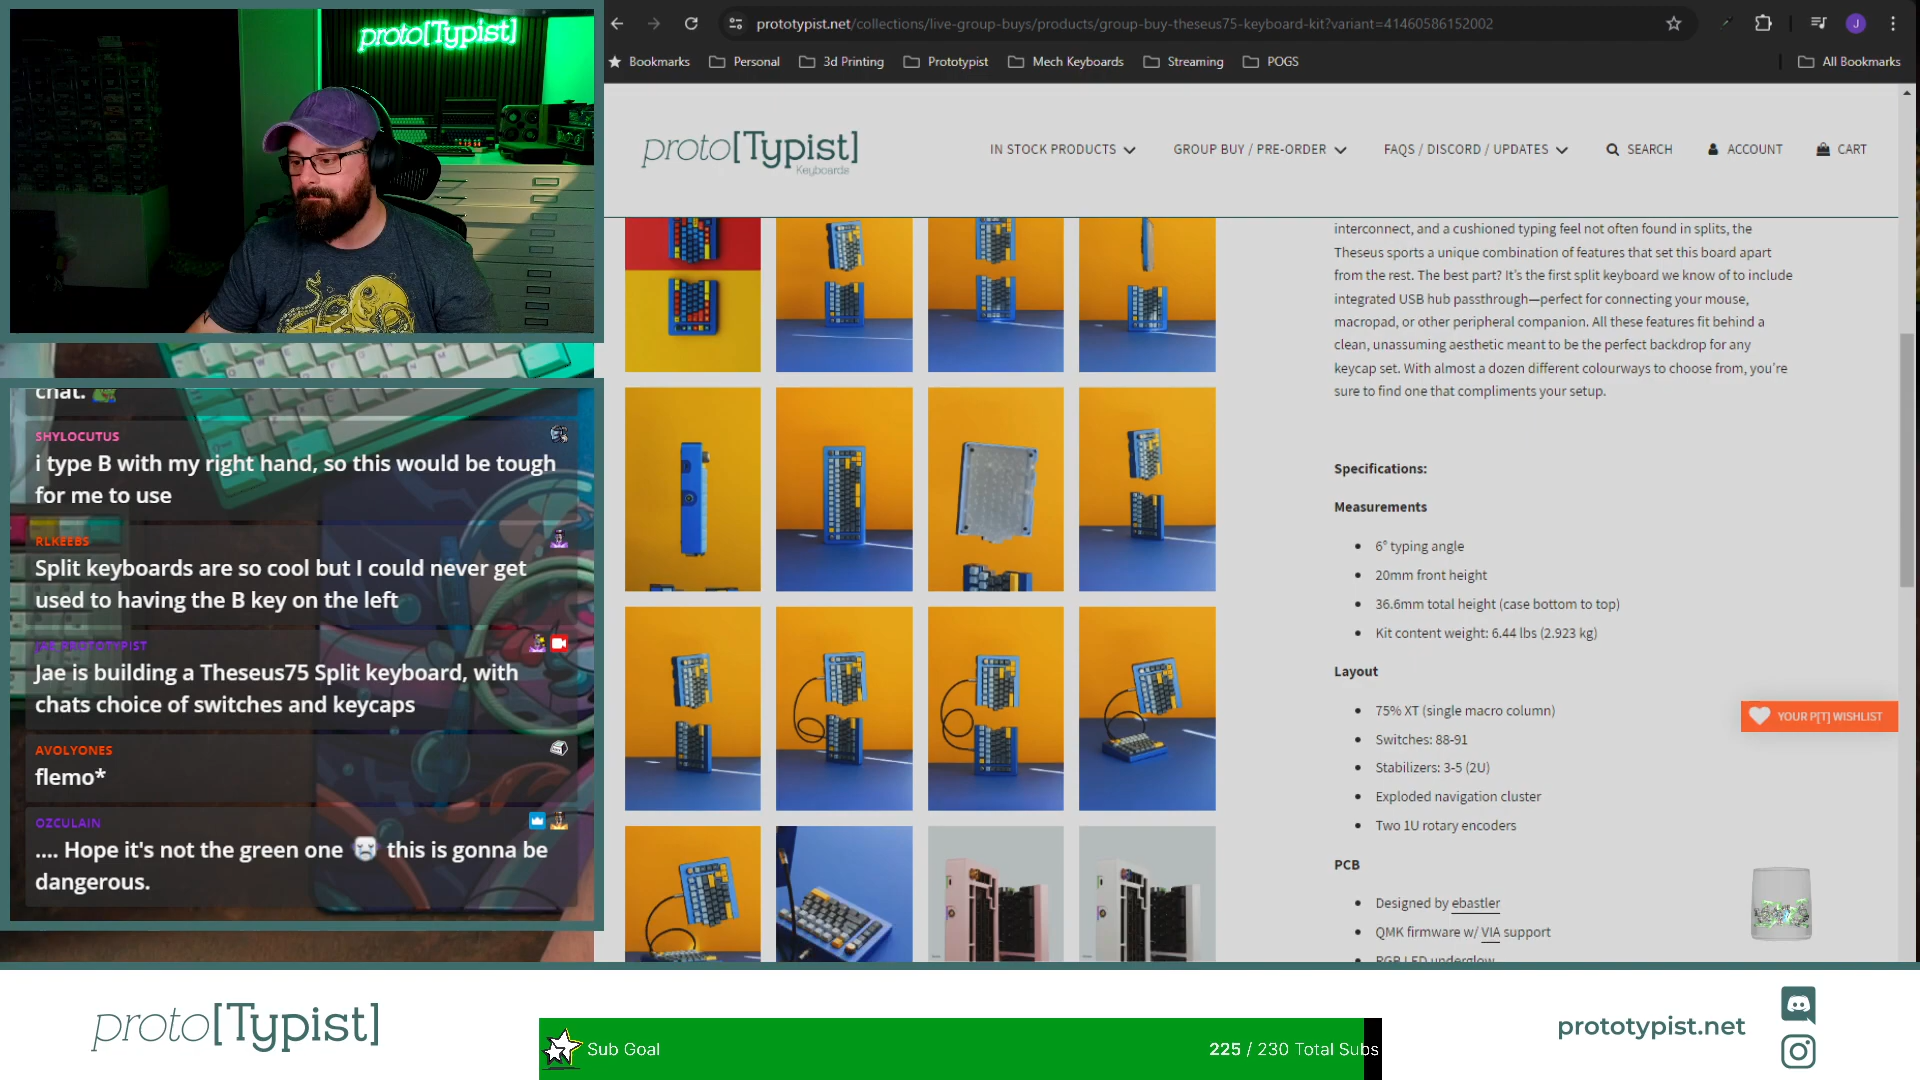 proto[Typist]
prototypist.net/collections/live-group-buys/products/group-buy-theseus75-keyboard-kit?variant=41460586152002
J
Bookmarks
Personal
3d Printing
Prototypist
Mech Keyboards
Streaming
POGS
All Bookmarks
proto[Typist]
Keyboards
IN STOCK PRODUCTS
GROUP BUY / PRE-ORDER
FAQS / DISCORD / UPDATES
SEARCH
ACCOUNT
CART
interconnect, and a cushioned typing feel not often found in splits, the
Theseus sports a unique combination of features that set this board apart
from the rest. The best part? It's the first split keyboard we know of to include
integrated USB hub passthrough—perfect for connecting your mouse,
macropad, or other peripheral companion. All these features fit behind a
clean, unassuming aesthetic meant to be the perfect backdrop for any
keycap set. With almost a dozen different colourways to choose from, you're
sure to find one that compliments your setup.
Specifications:
Measurements
6° typing angle
20mm front height
36.6mm total height (case bottom to top)
Kit content weight: 6.44 lbs (2.923 kg)
Layout
75% XT (single macro column)
Switches: 88-91
Stabilizers: 3-5 (2U)
Exploded navigation cluster
Two 1U rotary encoders
PCB
Designed by ebastler
QMK firmware w/ VIA support
RGB LED underglow
YOUR P[T] WISHLIST
chat.
SHYLOCUTUS
i type B with my right hand, so this would be tough
for me to use
RLKEEBS
Split keyboards are so cool but I could never get
used to having the B key on the left
JAE PROTOTYPIST
Jae is building a Theseus75 Split keyboard, with
chats choice of switches and keycaps
AVOLYONES
flemo*
OZCULAIN
.... Hope it's not the green one this is gonna be
dangerous.
proto[Typist]
Sub Goal
225 / 230 Total Subs
prototypist.net